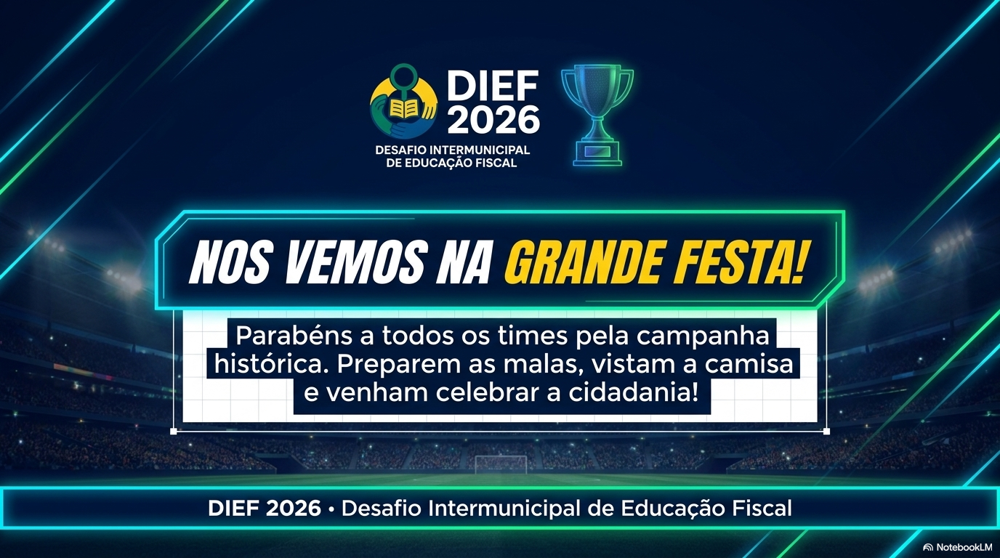 DIEF
2026
DESAFIO INTERMUNICIPAL
DE EDUCAÇÃO FISCAL
NOS VEMOS NA GRANDE FESTA!
Parabéns a todos os times pela campanha
histórica. Preparem as malas, vistam a camisa
e venham celebrar a cidadania!
DIEF 2026 • Desafio Intermunicipal de Educação Fiscal
NotebookLM